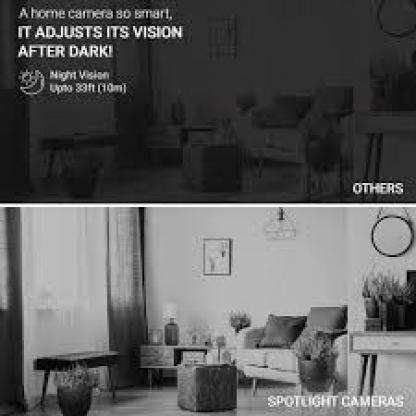 A home camera so smart,
IT ADJUSTS ITS VISION
AFTER DARK!
Night Vision
Upto 33ft (10m)
OTHERS
SPOTLIGHT CAMERAS